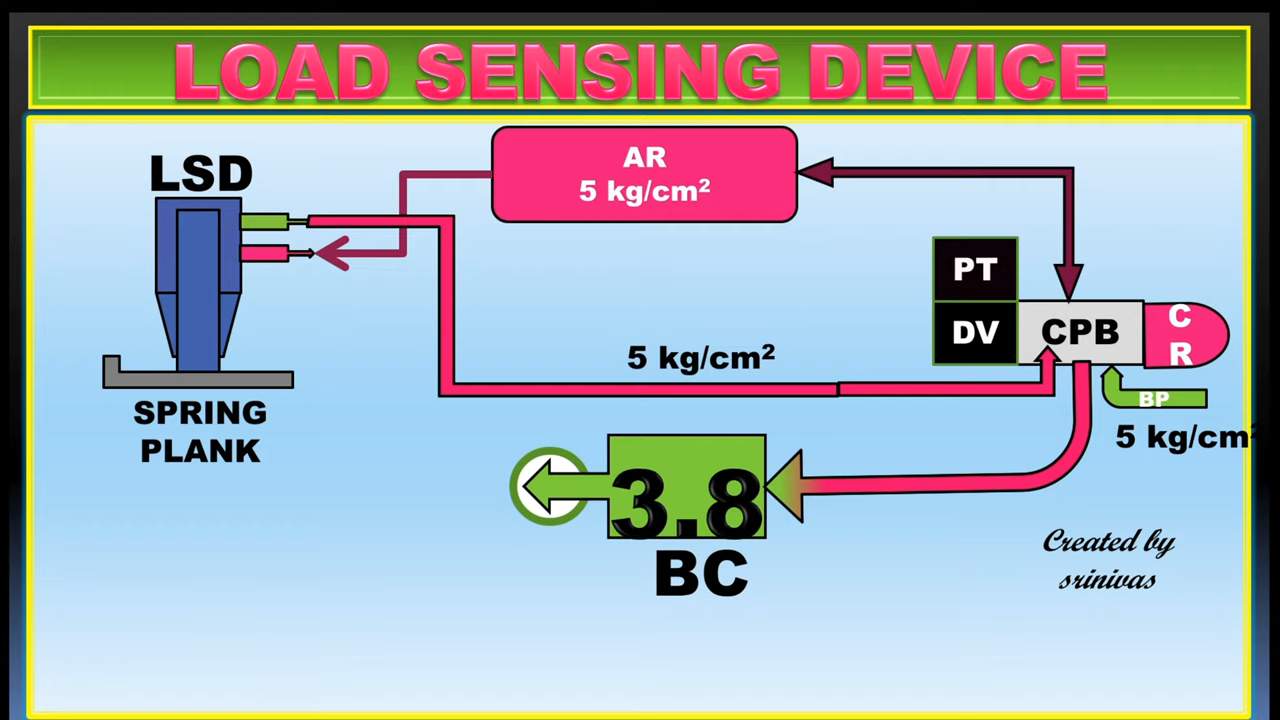 LOAD SENSING DEVICE
LSD
AR
5 kg/cm²
PT
DV
CPB
C
R
5 kg/cm²
BP
5 kg/cm²
SPRING
PLANK
3.8
BC
Created by
srinivas